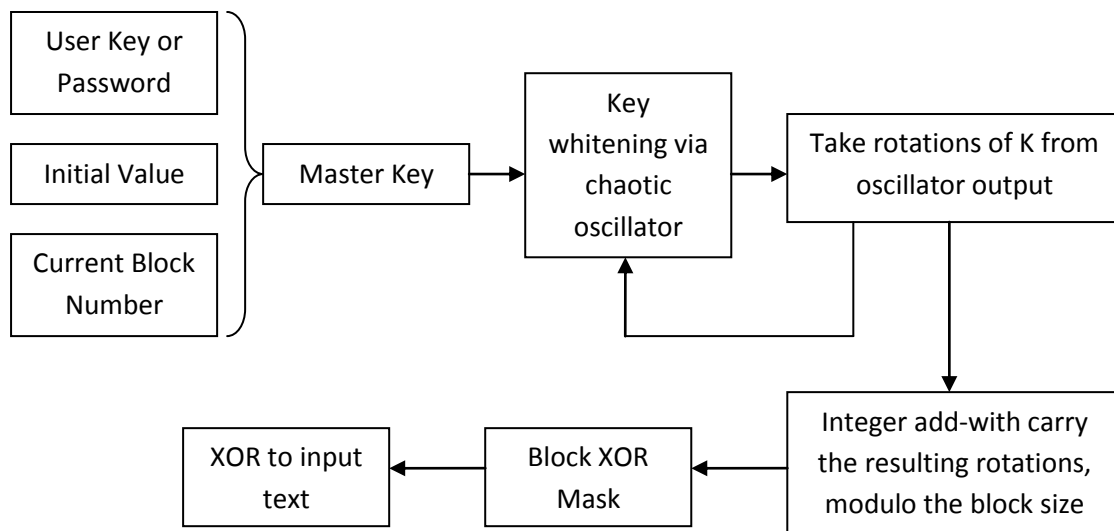 User Key or
Password
Initial Value
Current Block
Number
Master Key
Key
whitening via
chaotic
oscillator
Take rotations of K from
oscillator output
Integer add-with carry
the resulting rotations,
modulo the block size
Block XOR
Mask
XOR to input
text